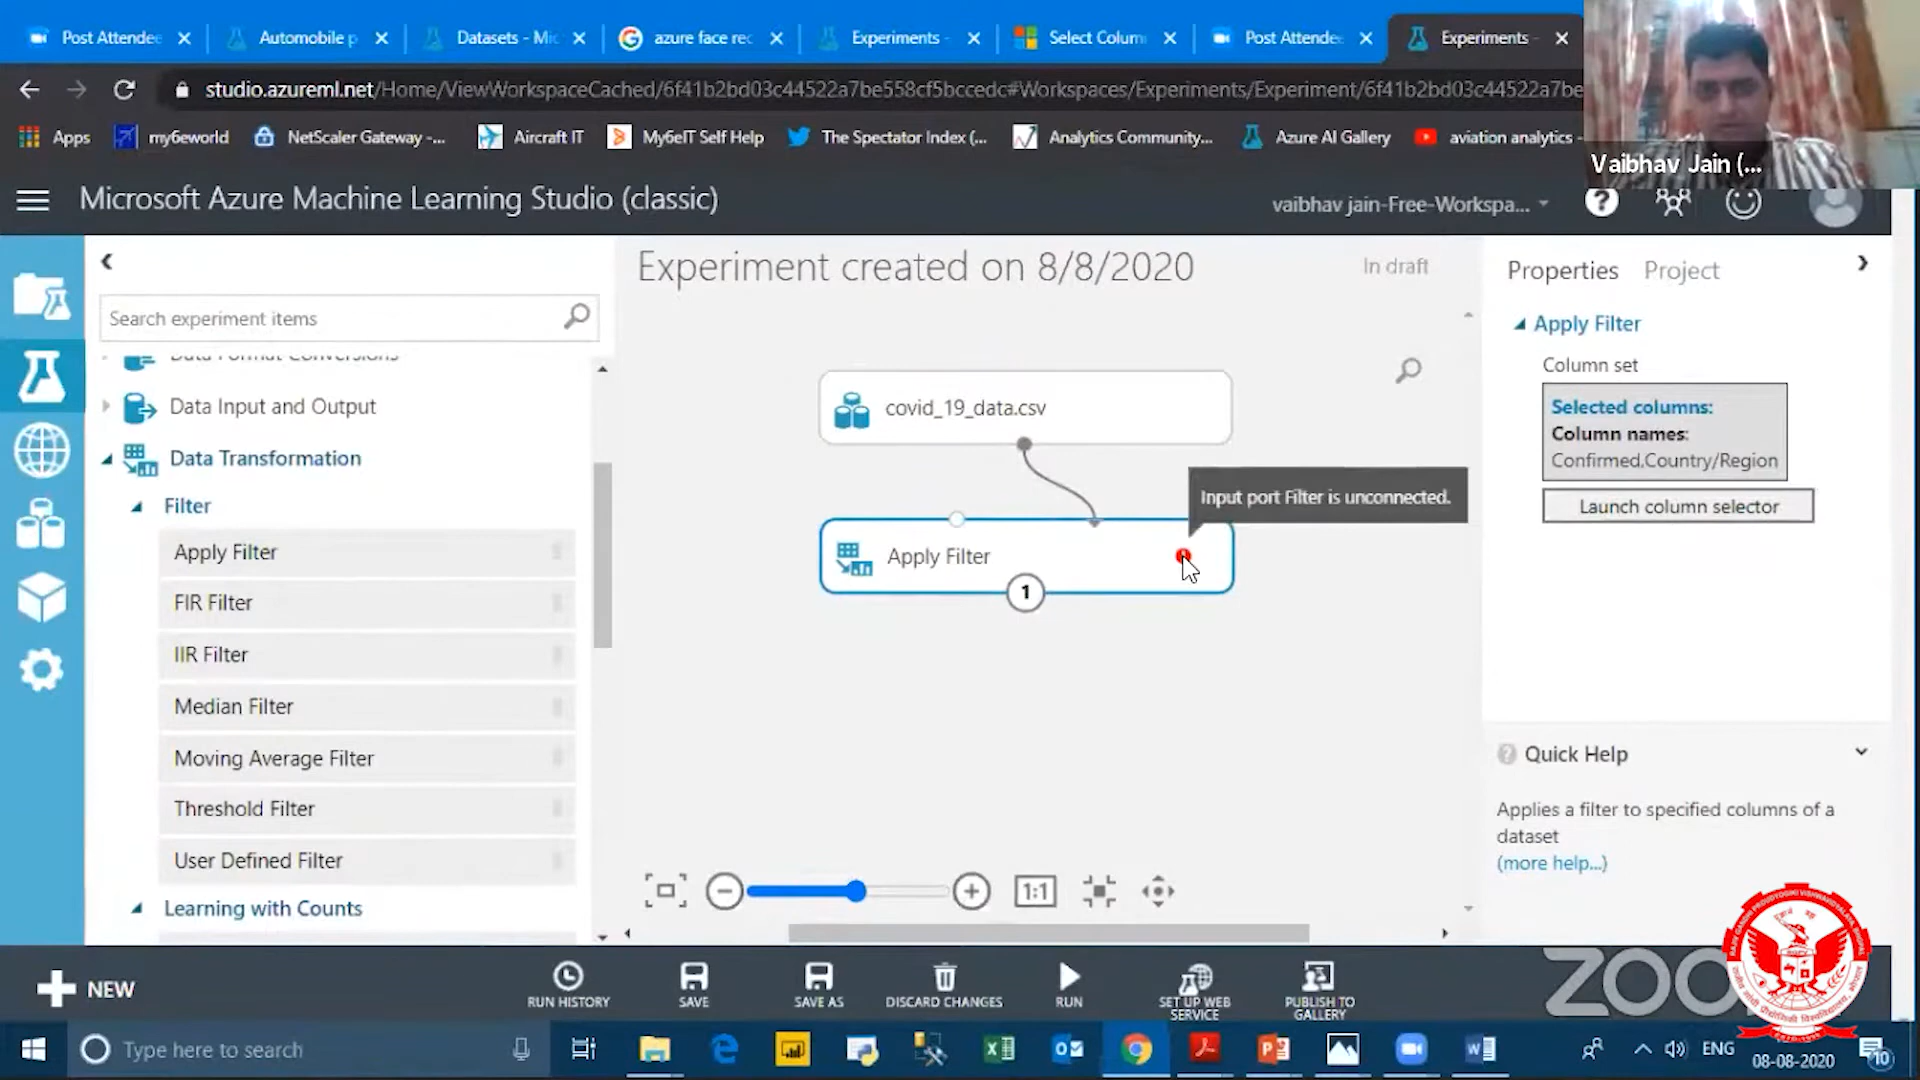 Post Attendee
Automobile p
Datasets - Mic
azure face rec
Experiments -
Select Colum
Post Attende
Experiments -
studio.azureml.net/Home/ViewWorkspaceCached/6f41b2bd03c44522a7be558cf5bccedc#Workspaces/Experiments/Experiment/6f41b2bd03c44522a7be
Apps
my6eworld
NetScaler Gateway -...
Aircraft IT
My6eIT Self Help
The Spectator Index (...
Analytics Community...
Azure AI Gallery
aviation analytics -
Vaibhav Jain (...
Microsoft Azure Machine Learning Studio (classic)
vaibhav jain-Free-Workspa...
?
Search experiment items
Data Format Conversions
Data Input and Output
Data Transformation
Filter
Apply Filter
FIR Filter
IIR Filter
Median Filter
Moving Average Filter
Threshold Filter
User Defined Filter
Learning with Counts
Experiment created on 8/8/2020
In draft
covid_19_data.csv
Input port Filter is unconnected.
Apply Filter
1
1:1
Properties
Project
Apply Filter
Column set
Selected columns:
Column names:
Confirmed,Country/Region
Launch column selector
Quick Help
Applies a filter to specified columns of a
dataset
(more help...)
NEW
RUN HISTORY
SAVE
SAVE AS
DISCARD CHANGES
RUN
SET UP WEB
SERVICE
PUBLISH TO
GALLERY
ZOO
Type here to search
ENG
08-08-2020
10